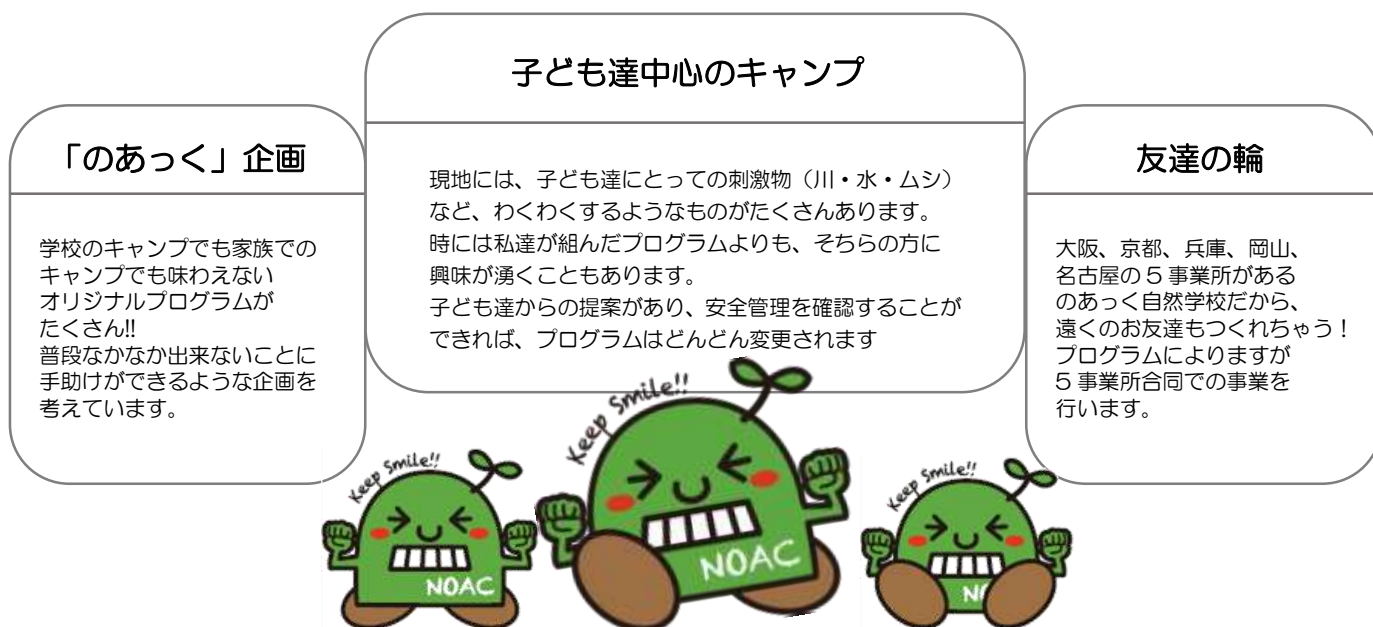 「のあっく」企画
学校のキャンプでも家族での
キャンプでも味わえない
オリジナルプログラムが
たくさん!!
普段なかなか出来ないことに
手助けができるような企画を
考えています。
子ども達中心のキャンプ
現地には、子ども達にとっての刺激物（川・水・ムシ）
など、わくわくするようなものがたくさんあります。
時には私達が組んだプログラムよりも、そちらの方に
興味が湧くこともあります。
子ども達からの提案があり、安全管理を確認することが
できれば、プログラムはどんどん変更されます
友達の輪
大阪、京都、兵庫、岡山、
名古屋の５事業所がある
のあっく自然学校だから、
遠くのお友達もつくれちゃう！
プログラムによりますが
５事業所合同での事業を
行います。
Keep Smile!!
NOAC
Keep Smile!!
NOAC
Keep Smile!!
NO